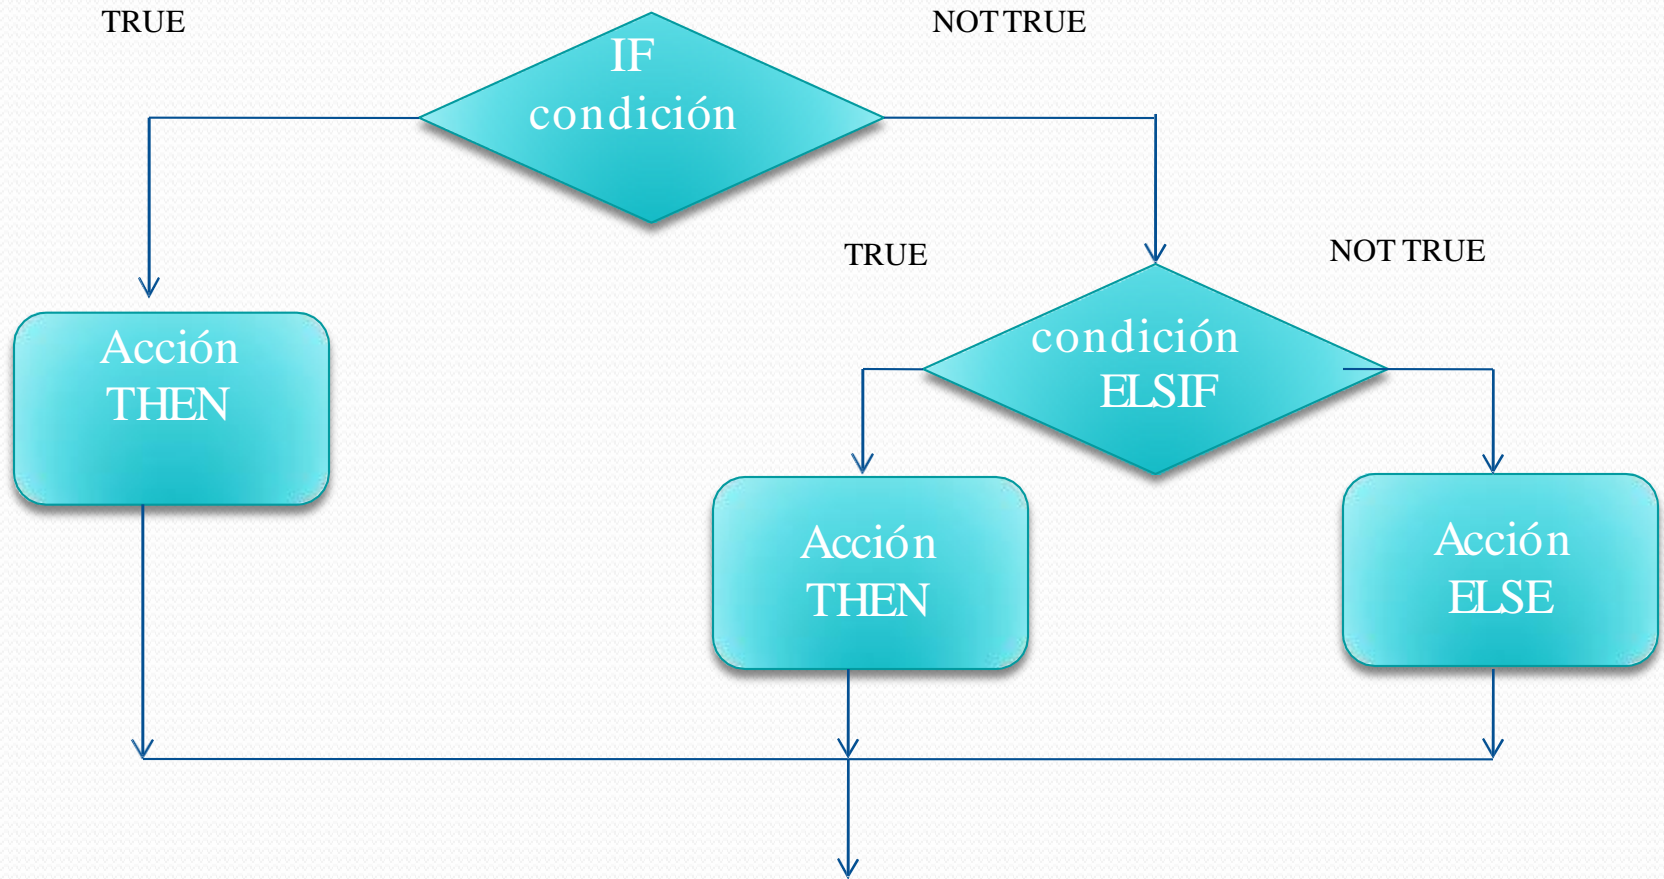 TRUE
NOT TRUE
IF
condición
TRUE
NOT TRUE
Acción
THEN
condición
ELSIF
Acción
THEN
Acción
ELSE